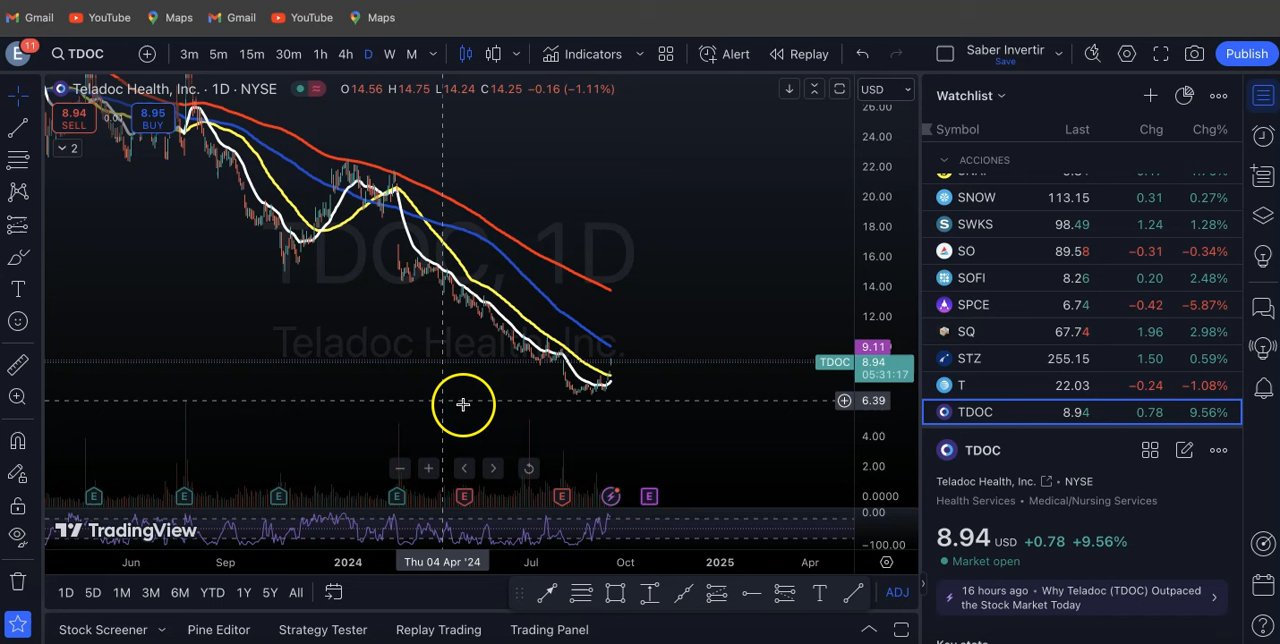 Gmail YouTube Maps Gmail YouTube Maps
E 11 TDOC 3m 5m 15m 30m 1h 4h D W M Indicators Alert Replay Saber Invertir Save Publish
Teladoc Health, Inc. · 1D · NYSE O14.56 H14.75 L14.24 C14.25 -0.16 (-1.11%) USD
8.94 SELL 0.01 8.95 BUY
2
TDOC, 1D
Teladoc Health, Inc.
26.00
24.00
22.00
20.00
18.00
16.00
14.00
12.00
9.11
TDOC 8.94
05:31:17
6.39
4.00
2.00
0.0000
0.00
-100.00
E E E E E E E
TradingView
Jun Sep 2024 Thu 04 Apr '24 Jul Oct 2025 Apr
1D 5D 1M 3M 6M YTD 1Y 5Y All ADJ
Stock Screener Pine Editor Strategy Tester Replay Trading Trading Panel
Watchlist
Symbol Last Chg Chg%
ACCIONES
SNOW 113.15 0.31 0.27%
SWKS 98.49 1.24 1.28%
SO 89.58 -0.31 -0.34%
SOFI 8.26 0.20 2.48%
SPCE 6.74 -0.42 -5.87%
SQ 67.74 1.96 2.98%
STZ 255.15 1.50 0.59%
T 22.03 -0.24 -1.08%
TDOC 8.94 0.78 9.56%
TDOC
Teladoc Health, Inc. • NYSE
Health Services • Medical/Nursing Services
8.94 USD +0.78 +9.56%
Market open
16 hours ago • Why Teladoc (TDOC) Outpaced
the Stock Market Today